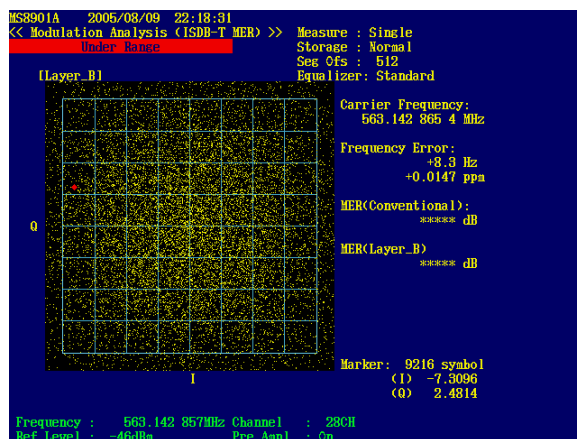 MS8901A 2005/08/09 22:18:31
<< Modulation Analysis (ISDB-T MER) >>
Under Range
Measure : Single
Storage : Normal
Seg Ofs : 512
Equalizer: Standard
[Layer_B]
Carrier Frequency:
563.142 865 4 MHz
Frequency Error:
+8.3 Hz
+0.0147 ppm
MER(Conventional):
***** dB
MER(Layer_B)
***** dB
Q
I
Marker: 9216 symbol
(I) -7.3096
(Q) 2.4814
Frequency : 563.142 857MHz Channel : 28CH
Ref Level : -46dBm Pre Ampl : On